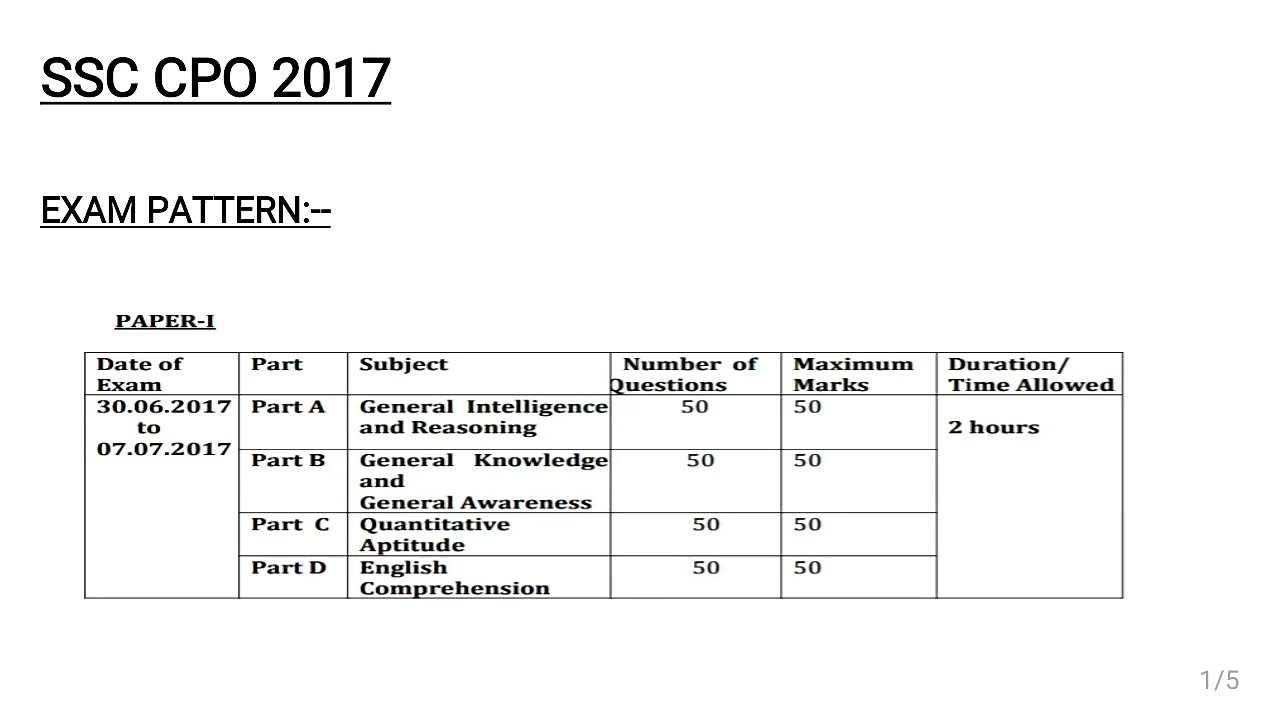 SSC CPO 2017
EXAM PATTERN:--
PAPER-I
Date of Exam Part Subject Number of Questions Maximum Marks Duration/ Time Allowed
30.06.2017 to 07.07.2017 Part A General Intelligence and Reasoning 50 50 2 hours
Part B General Knowledge and General Awareness 50 50
Part C Quantitative Aptitude 50 50
Part D English Comprehension 50 50
1/5